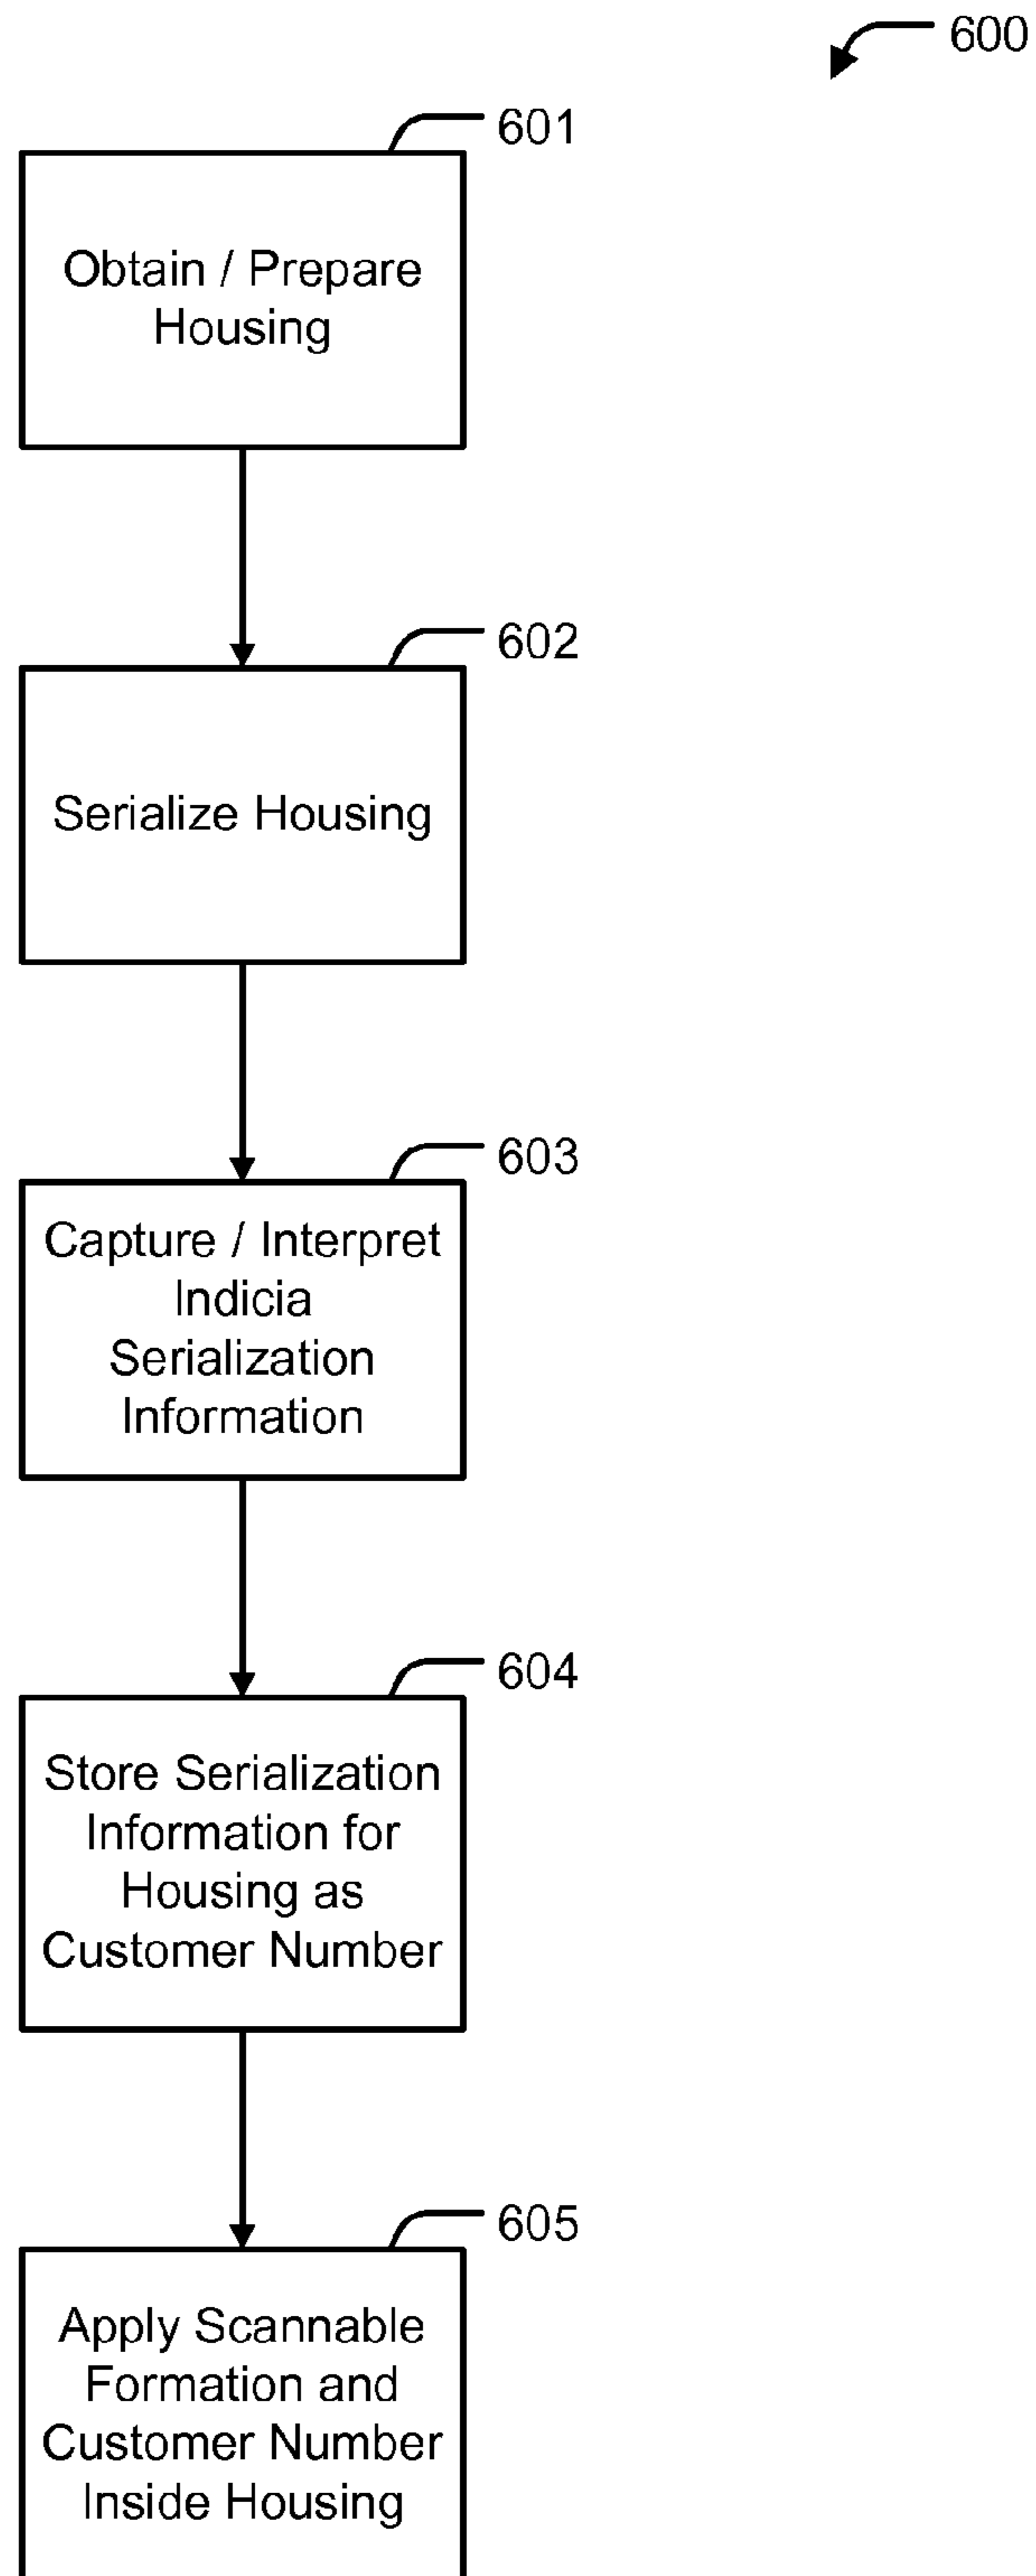 600
601
Obtain / Prepare
Housing
602
Serialize Housing
603
Capture / Interpret
Indicia
Serialization
Information
604
Store Serialization
Information for
Housing as
Customer Number
605
Apply Scannable
Formation and
Customer Number
Inside Housing